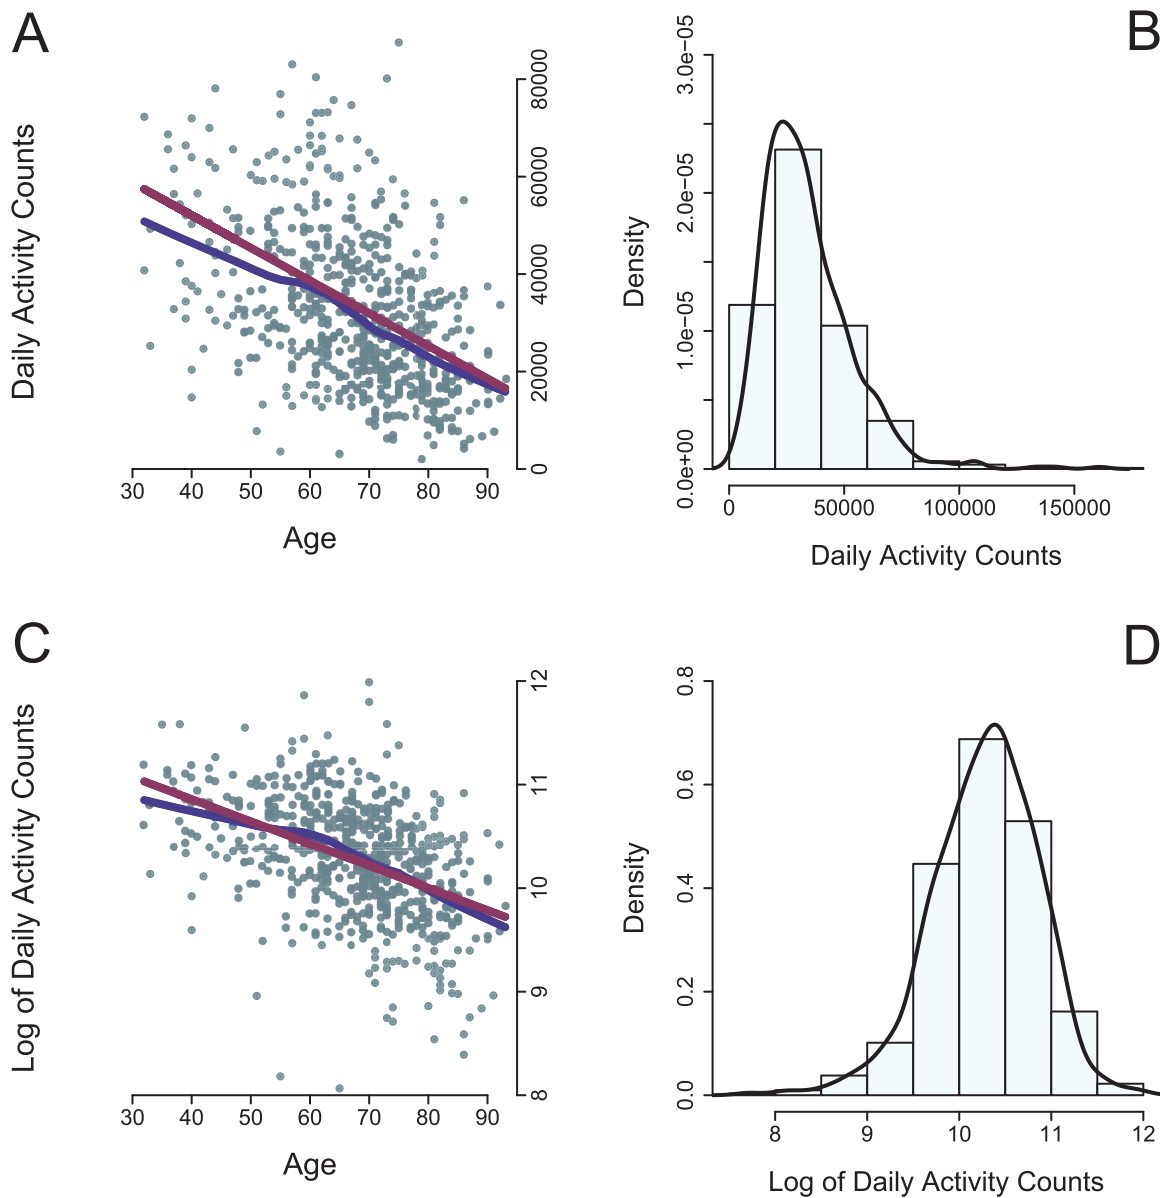 A
Daily Activity Counts
0
20000
40000
60000
80000
30 40 50 60 70 80 90
Age
B
Density
0.0e+00
1.0e−05
2.0e−05
3.0e−05
0 50000 100000 150000
Daily Activity Counts
C
Log of Daily Activity Counts
8
9
10
11
12
30 40 50 60 70 80 90
Age
D
Density
0.0
0.2
0.4
0.6
0.8
8 9 10 11 12
Log of Daily Activity Counts